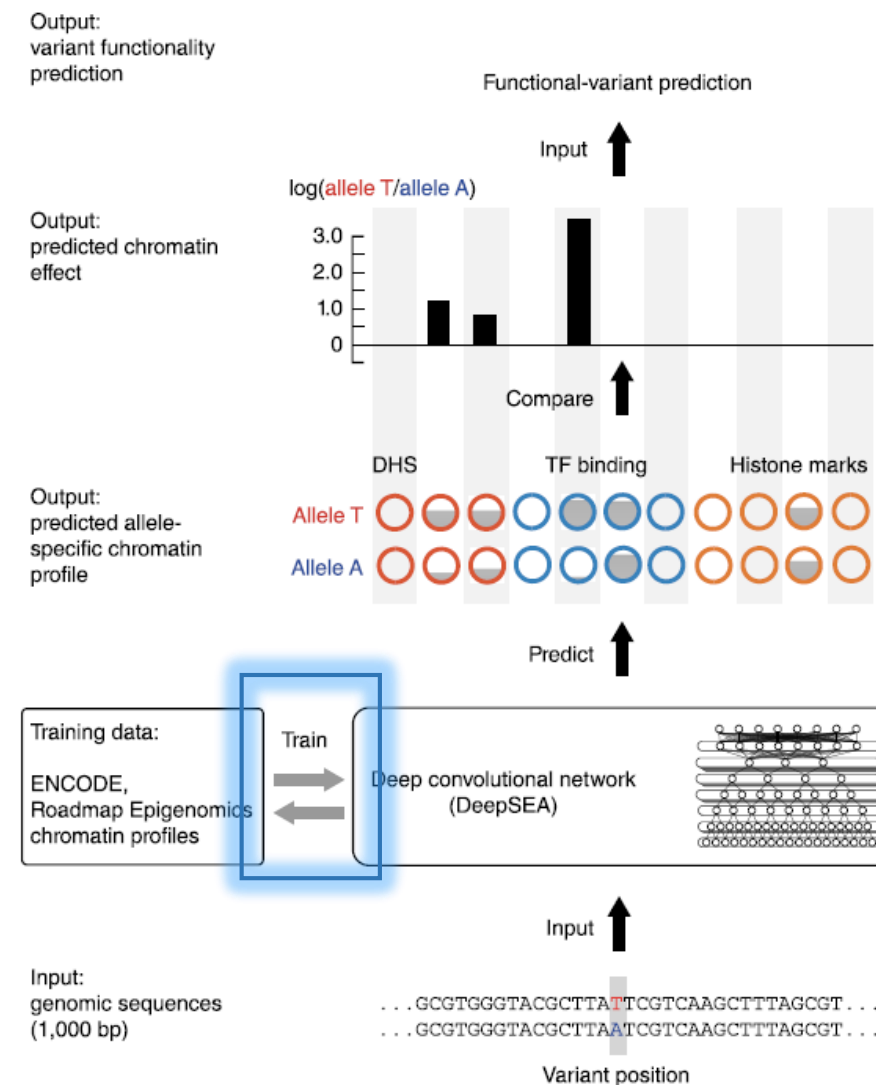 Output:
variant functionality
prediction
Functional-variant prediction
Input
log(allele T/allele A)
Output:
predicted chromatin
effect
3.0
2.0
1.0
0
Compare
DHS
TF binding
Histone marks
Output:
predicted allele-
specific chromatin
profile
Allele T
Allele A
Predict
Training data:
ENCODE,
Roadmap Epigenomics
chromatin profiles
Train
Deep convolutional network
(DeepSEA)
Input
Input:
genomic sequences
(1,000 bp)
...GCGTGGGTACGCTTATTCGTCAAGCTTTAGCGT...
...GCGTGGGTACGCTTAATCGTCAAGCTTTAGCGT...
Variant position